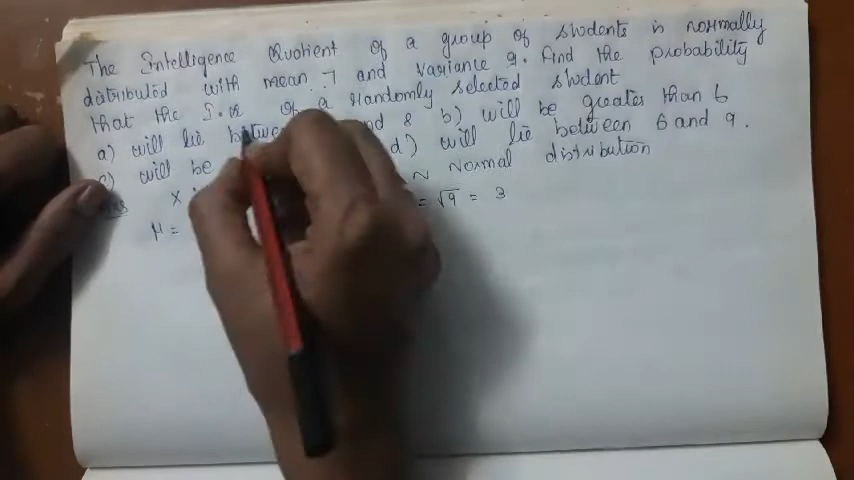 The Intelligence Quotient of a group of students is normally
distributed with mean 7 and Variance 9. Find the probability
that the I.Q of a randomly selected student
a) will lie and 8 b) will be greater than 6
c) will be d) will lie between 6 and 9.
Ans X ~ Normal distribution
μ = = √9 = 3